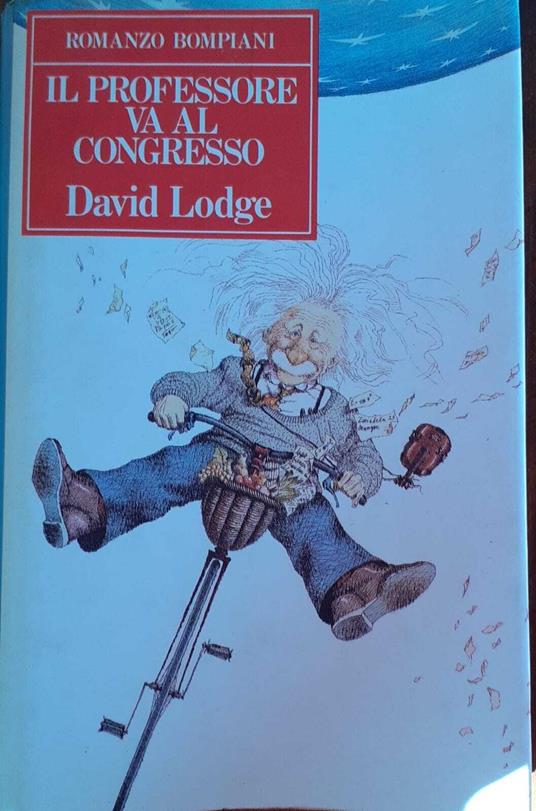 ROMANZO BOMPIANI
IL PROFESSORE
VA AL
CONGRESSO
David Lodge